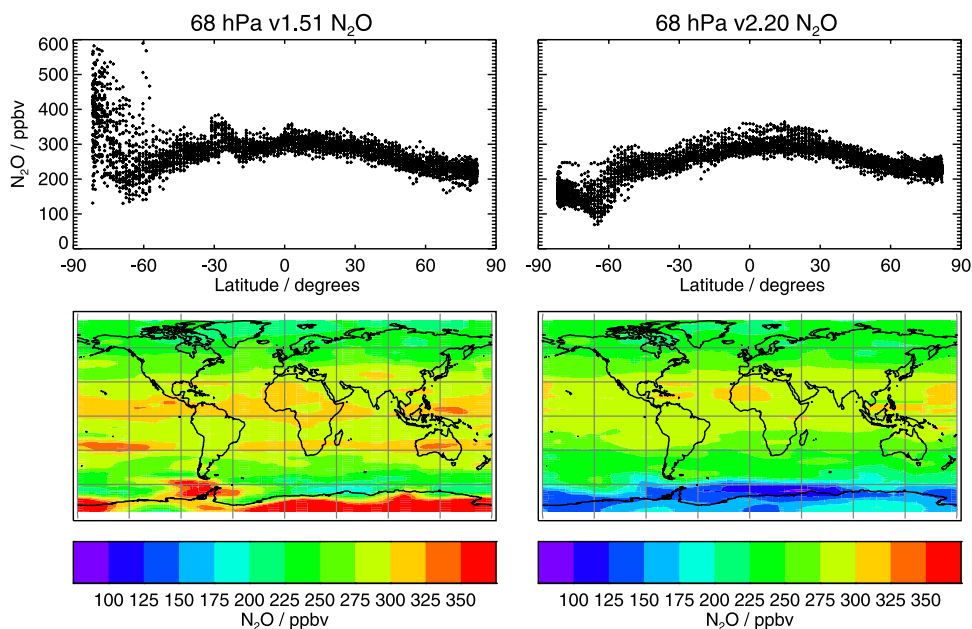 68 hPa v1.51 N₂O
68 hPa v2.20 N₂O
N₂O / ppbv
600
500
400
300
200
100
0
-90 -60 -30 0 30 60 90
Latitude / degrees
-90 -60 -30 0 30 60 90
Latitude / degrees
100 125 150 175 200 225 250 275 300 325 350
N₂O / ppbv
100 125 150 175 200 225 250 275 300 325 350
N₂O / ppbv